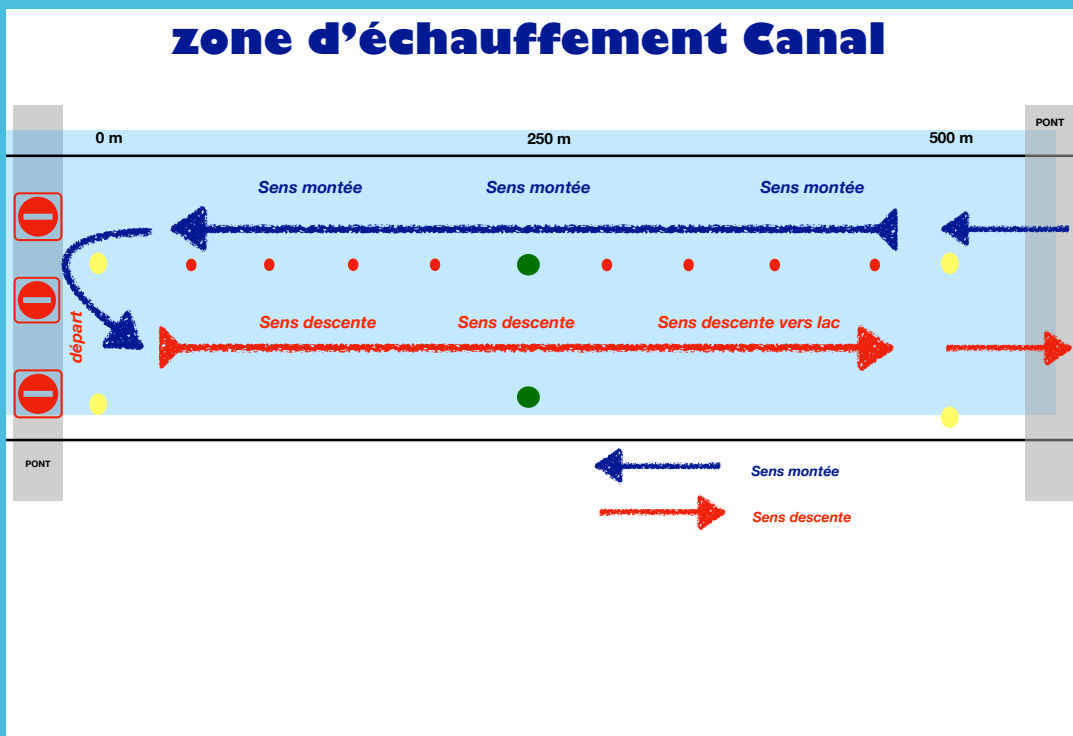 zone d'échauffement Canal
PONT
0 m
250 m
500 m
Sens montée
Sens montée
Sens montée
départ
Sens descente
Sens descente
Sens descente vers lac
PONT
Sens montée
Sens descente